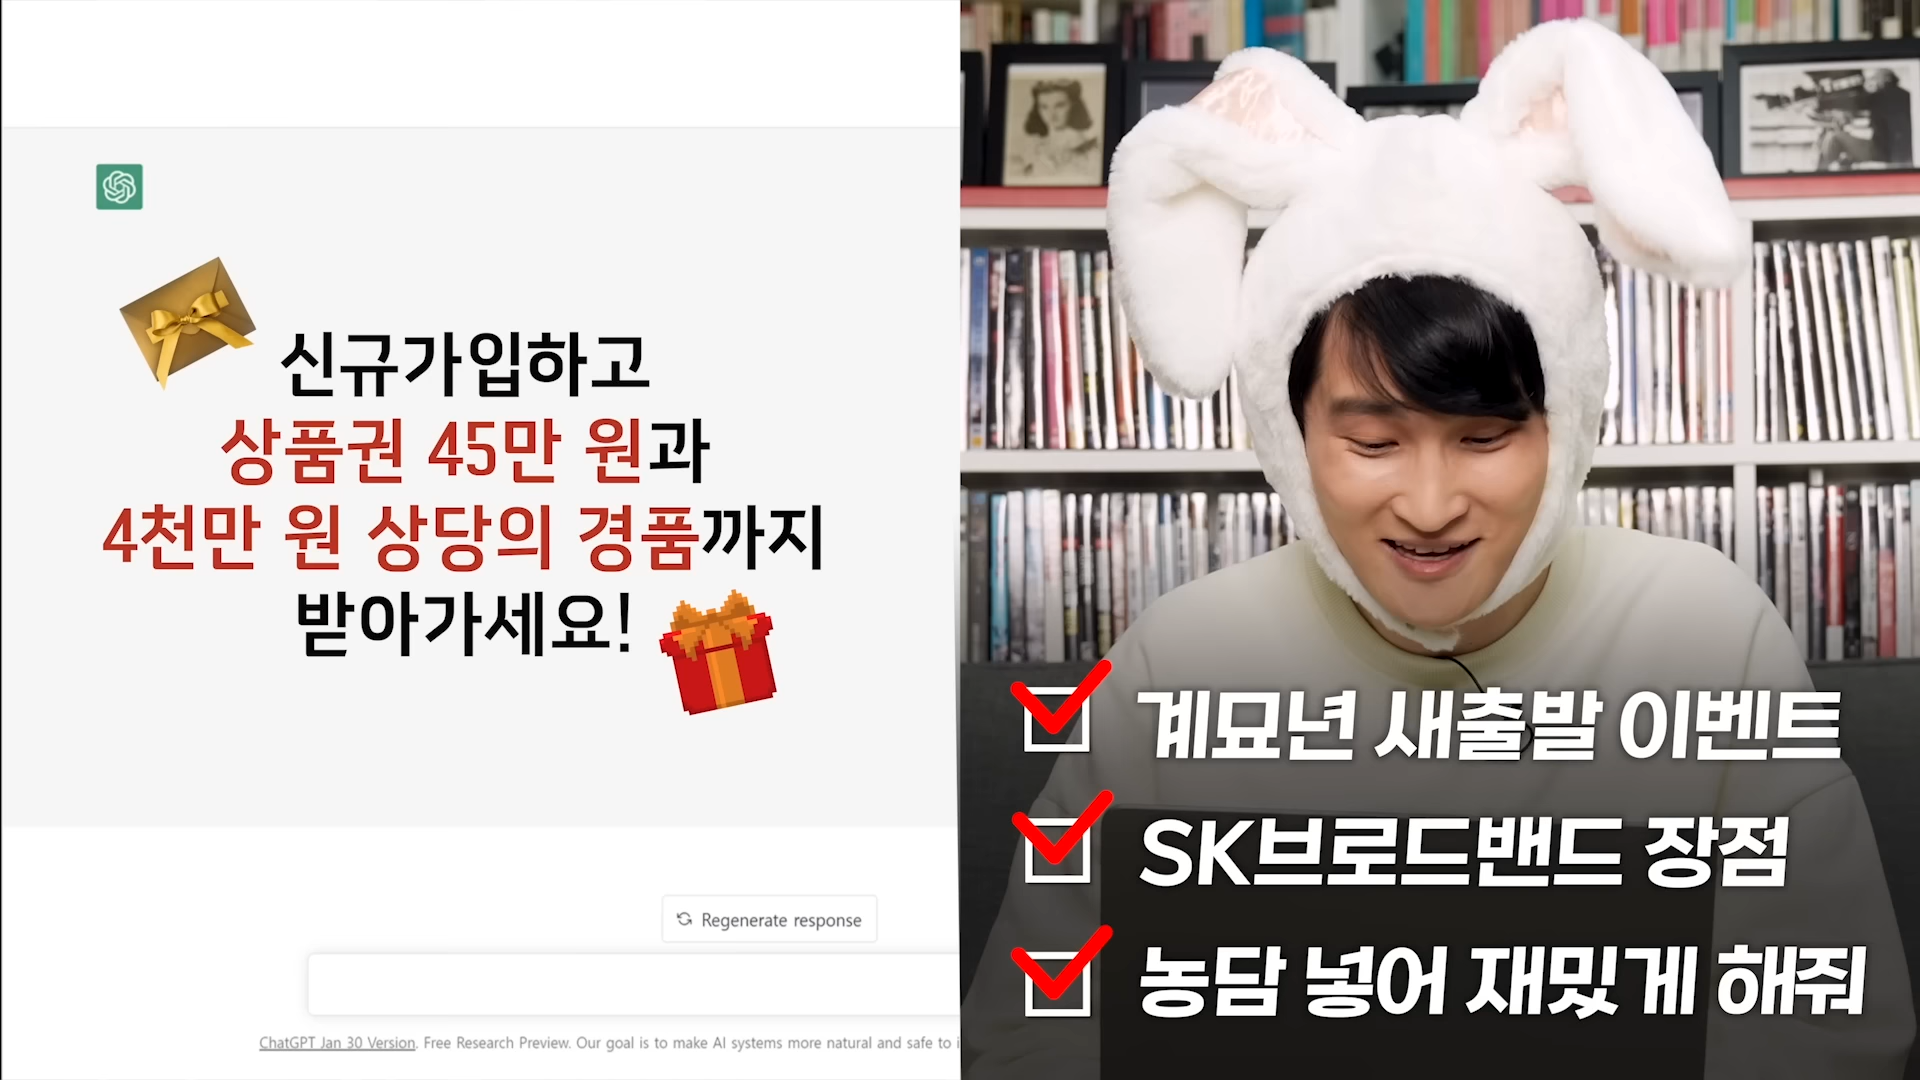 신규가입하고
상품권 45만 원과
4천만 원 상당의 경품까지
받아가세요!
Regenerate response
ChatGPT Jan 30 Version. Free Research Preview. Our goal is to make AI systems more natural and safe to i
계묘년 새출발 이벤트
SK브로드밴드 장점
농담 넣어 재밌게 해줘